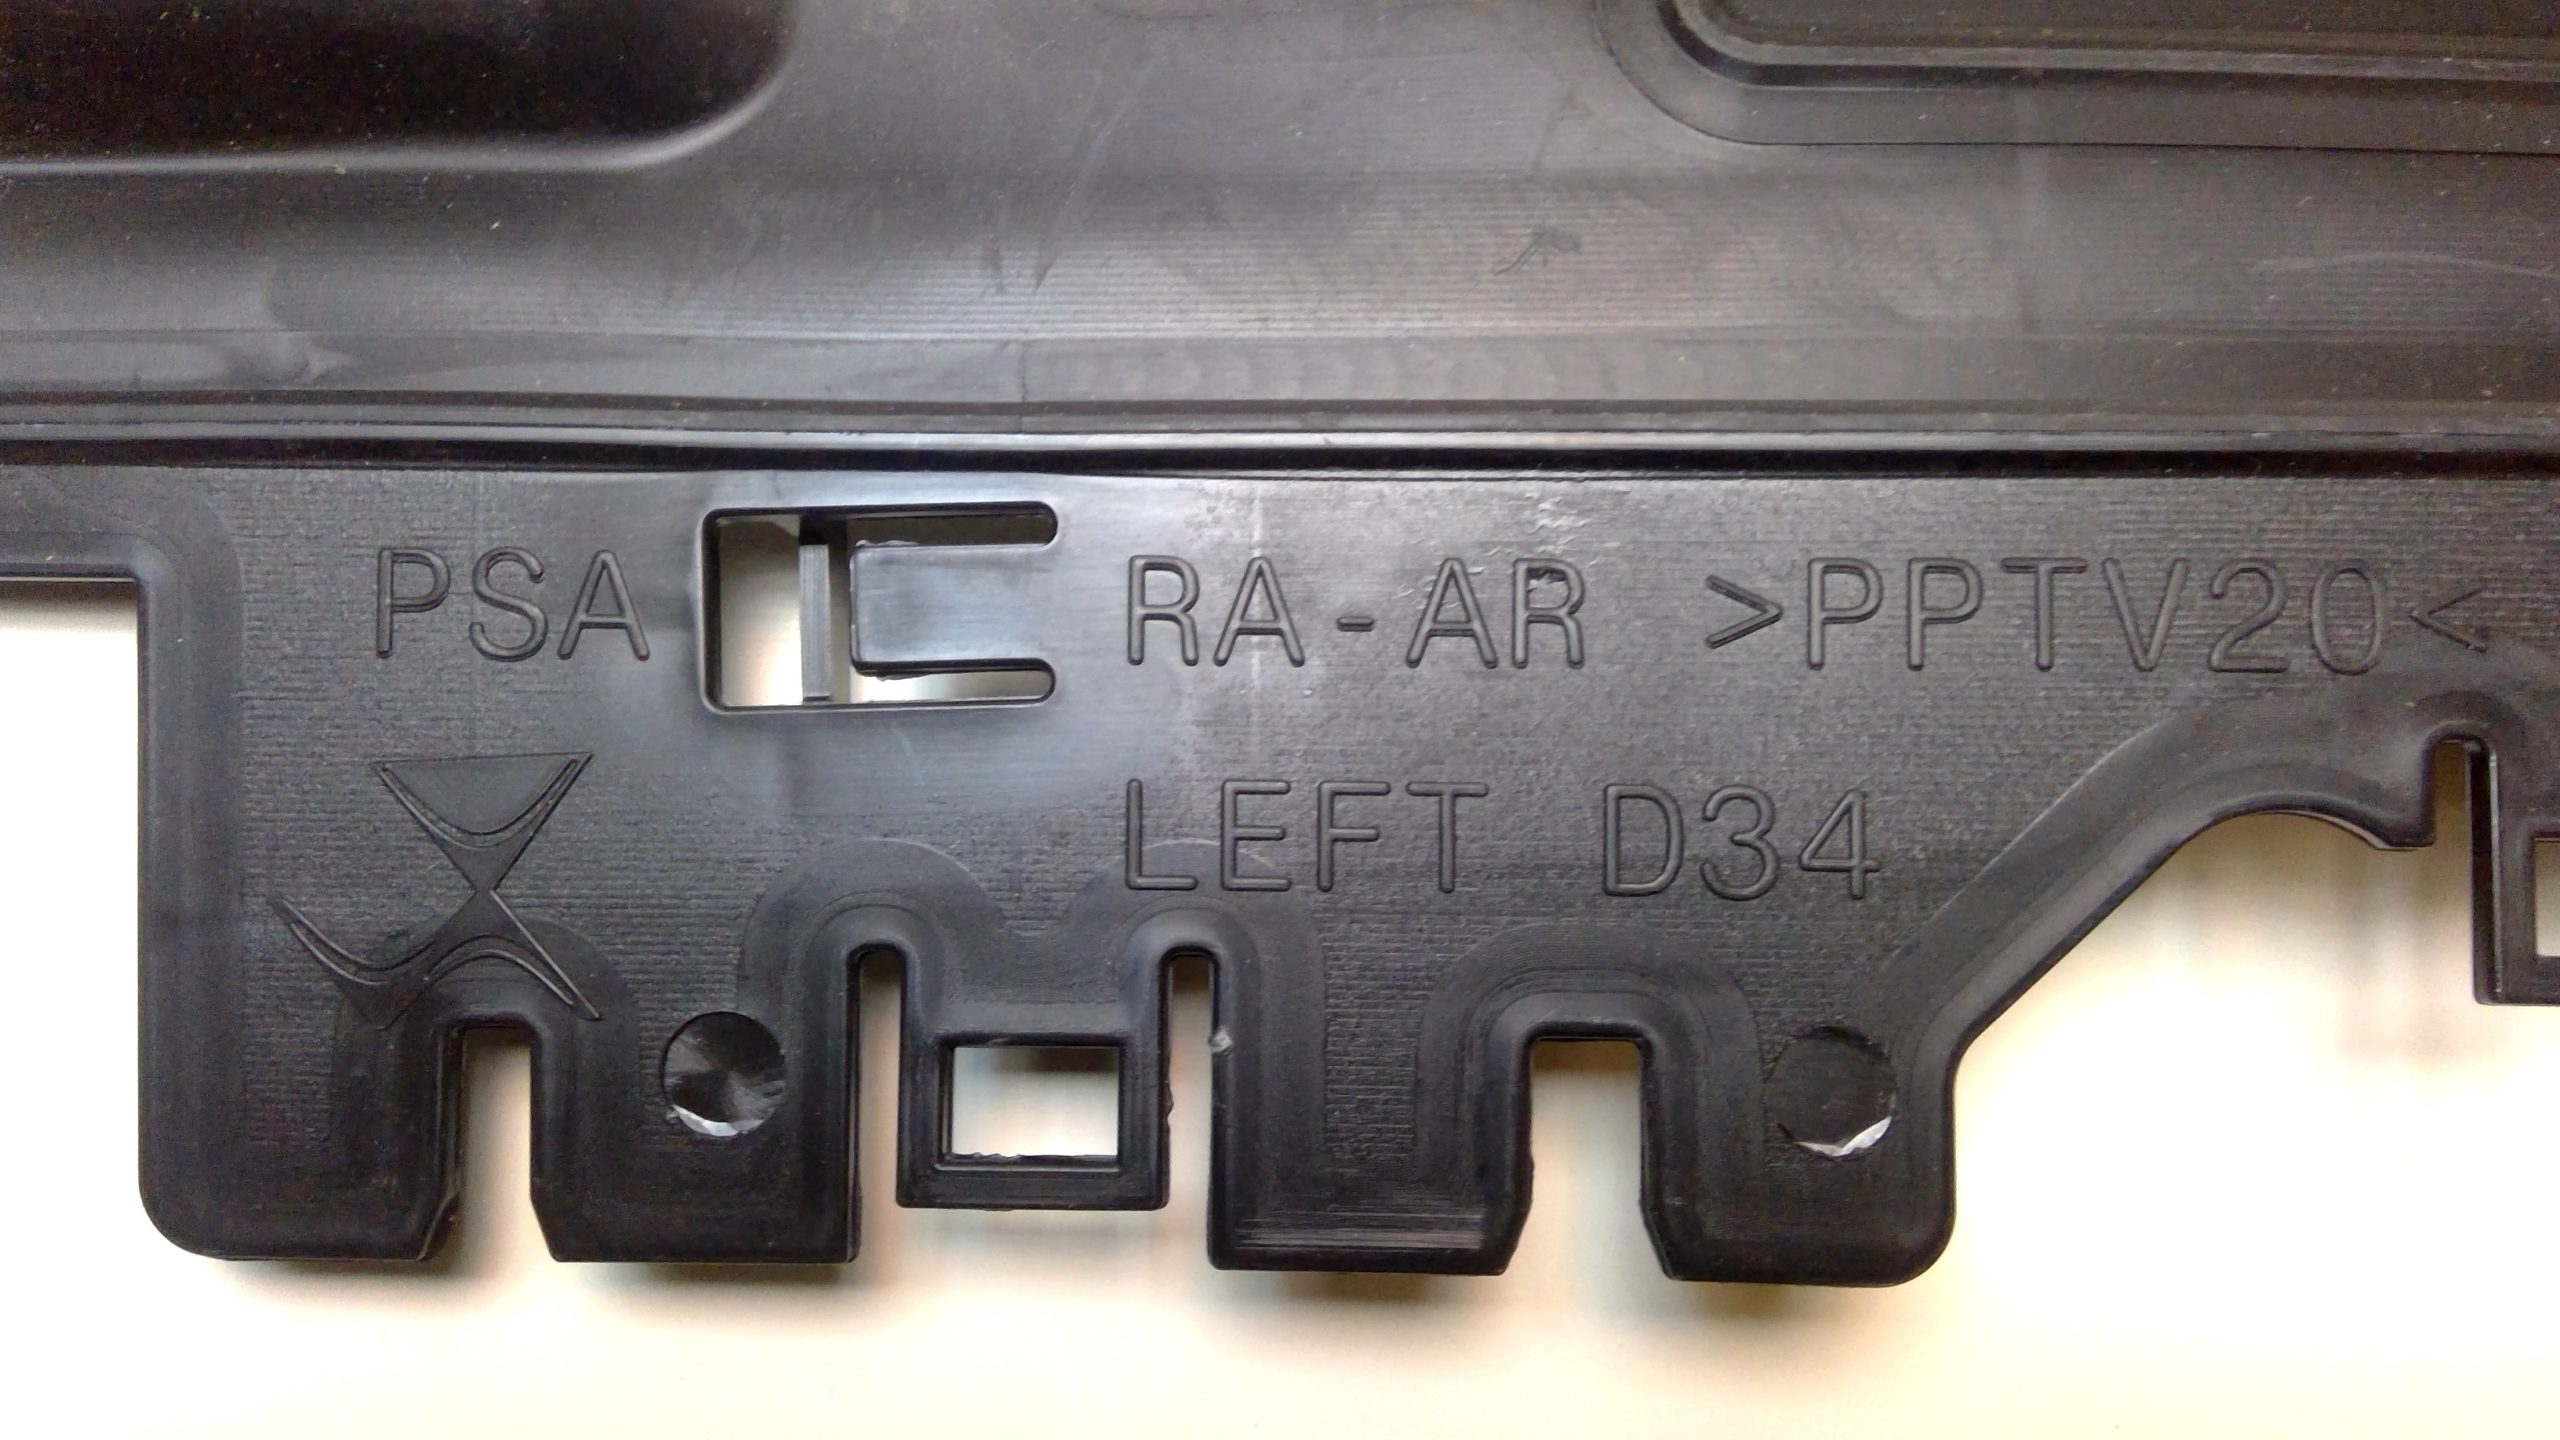 PSA RA-AR >PPTV20<
LEFT D34